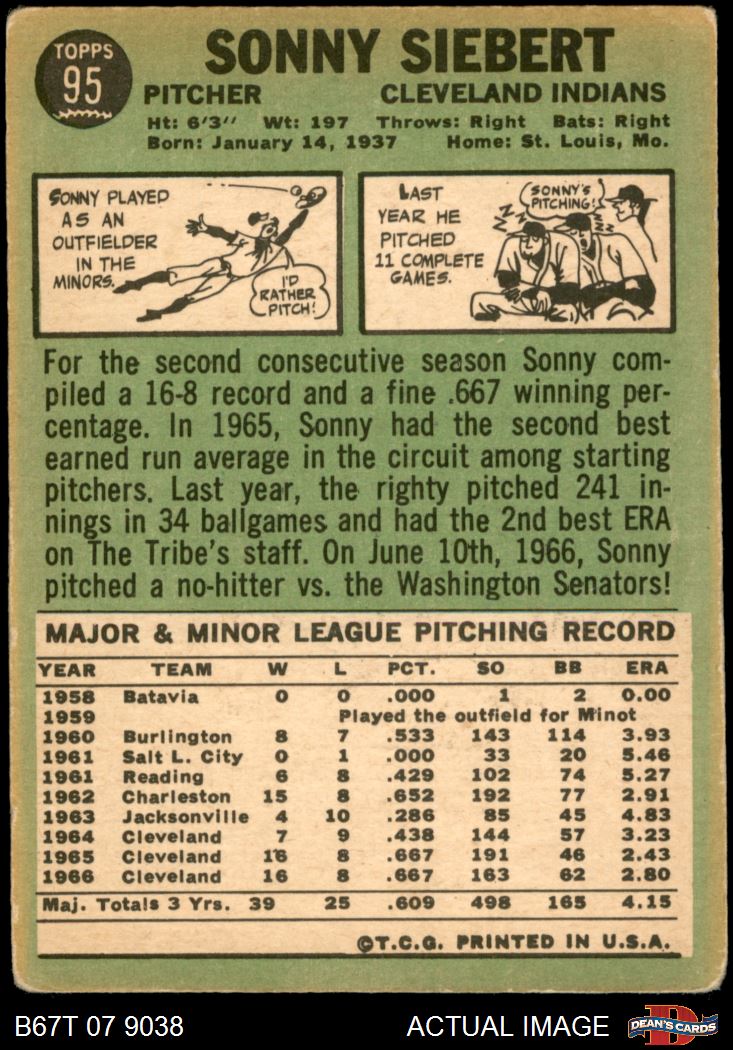 TOPPS
95
SONNY SIEBERT
PITCHER CLEVELAND INDIANS
Ht: 6'3" Wt: 197 Throws: Right Bats: Right
Born: January 14, 1937 Home: St. Louis, Mo.
SONNY PLAYED
AS AN
OUTFIELDER
IN THE
MINORS.
I'D
RATHER
PITCH!
LAST
YEAR HE
PITCHED
11 COMPLETE
GAMES.
SONNY'S
PITCHING!
Z Z Z
Z Z Z
For the second consecutive season Sonny com-
piled a 16-8 record and a fine .667 winning per-
centage. In 1965, Sonny had the second best
earned run average in the circuit among starting
pitchers. Last year, the righty pitched 241 in-
nings in 34 ballgames and had the 2nd best ERA
on The Tribe's staff. On June 10th, 1966, Sonny
pitched a no-hitter vs. the Washington Senators!
MAJOR & MINOR LEAGUE PITCHING RECORD
YEAR TEAM W L PCT. SO BB ERA
1958 Batavia 0 0 .000 1 2 0.00
1959 Played the outfield for Minot
1960 Burlington 8 7 .533 143 114 3.93
1961 Salt L. City 0 1 .000 33 20 5.46
1961 Reading 6 8 .429 102 74 5.27
1962 Charleston 15 8 .652 192 77 2.91
1963 Jacksonville 4 10 .286 85 45 4.83
1964 Cleveland 7 9 .438 144 57 3.23
1965 Cleveland 16 8 .667 191 46 2.43
1966 Cleveland 16 8 .667 163 62 2.80
Maj. Totals 3 Yrs. 39 25 .609 498 165 4.15
©T.C.G. PRINTED IN U.S.A.
B67T 07 9038 ACTUAL IMAGE
D
DEAN'S CARDS